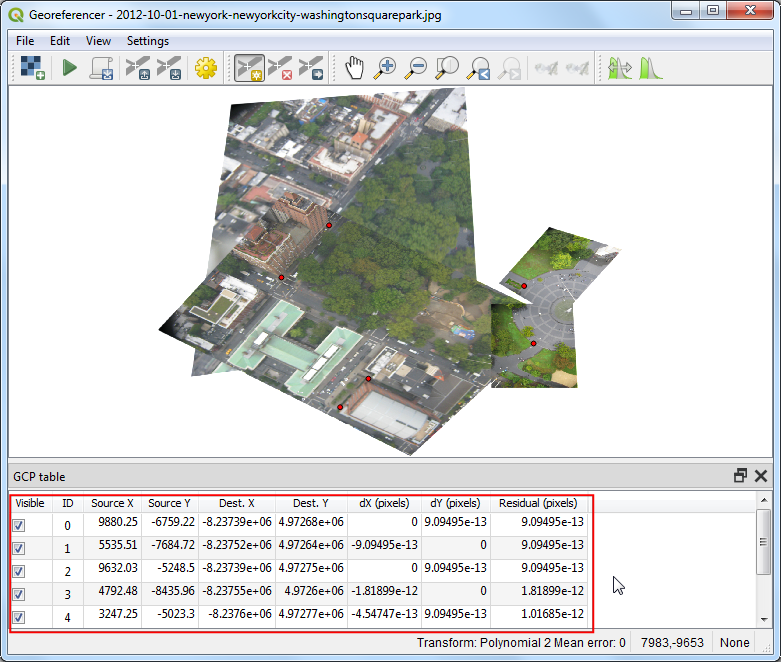 Georeferencer - 2012-10-01-newyork-newyorkcity-washingtonsquarepark.jpg
File Edit View Settings
GCP table
Visible ID Source X Source Y Dest. X Dest. Y dX (pixels) dY (pixels) Residual (pixels)
0 9880.25 -6759.22 -8.23739e+06 4.97268e+06 0 9.09495e-13 9.09495e-13
1 5535.51 -7684.72 -8.23752e+06 4.97264e+06 -9.09495e-13 0 9.09495e-13
2 9632.03 -5248.5 -8.23739e+06 4.97275e+06 0 9.09495e-13 9.09495e-13
3 4792.48 -8435.96 -8.23755e+06 4.9726e+06 -1.81899e-12 0 1.81899e-12
4 3247.25 -5023.3 -8.2376e+06 4.97277e+06 -4.54747e-13 9.09495e-13 1.01685e-12
Transform: Polynomial 2 Mean error: 0 7983,-9653 None